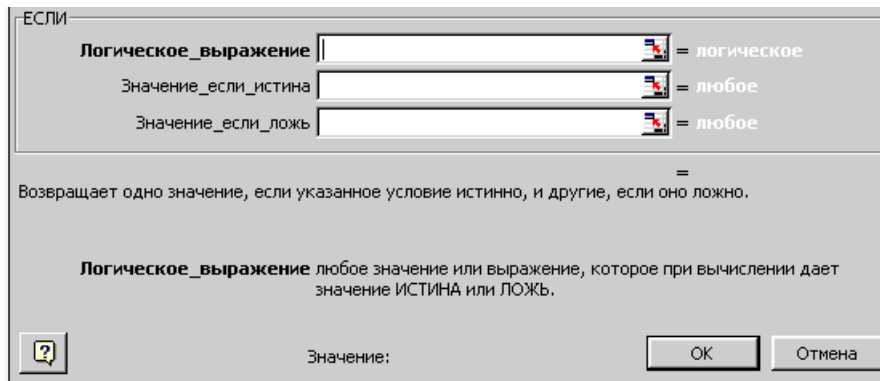 ЕСЛИ
Логическое_выражение = логическое
Значение_если_истина = любое
Значение_если_ложь = любое
=
Возвращает одно значение, если указанное условие истинно, и другие, если оно ложно.
Логическое_выражение любое значение или выражение, которое при вычислении дает
значение ИСТИНА или ЛОЖЬ.
? Значение: OK Отмена